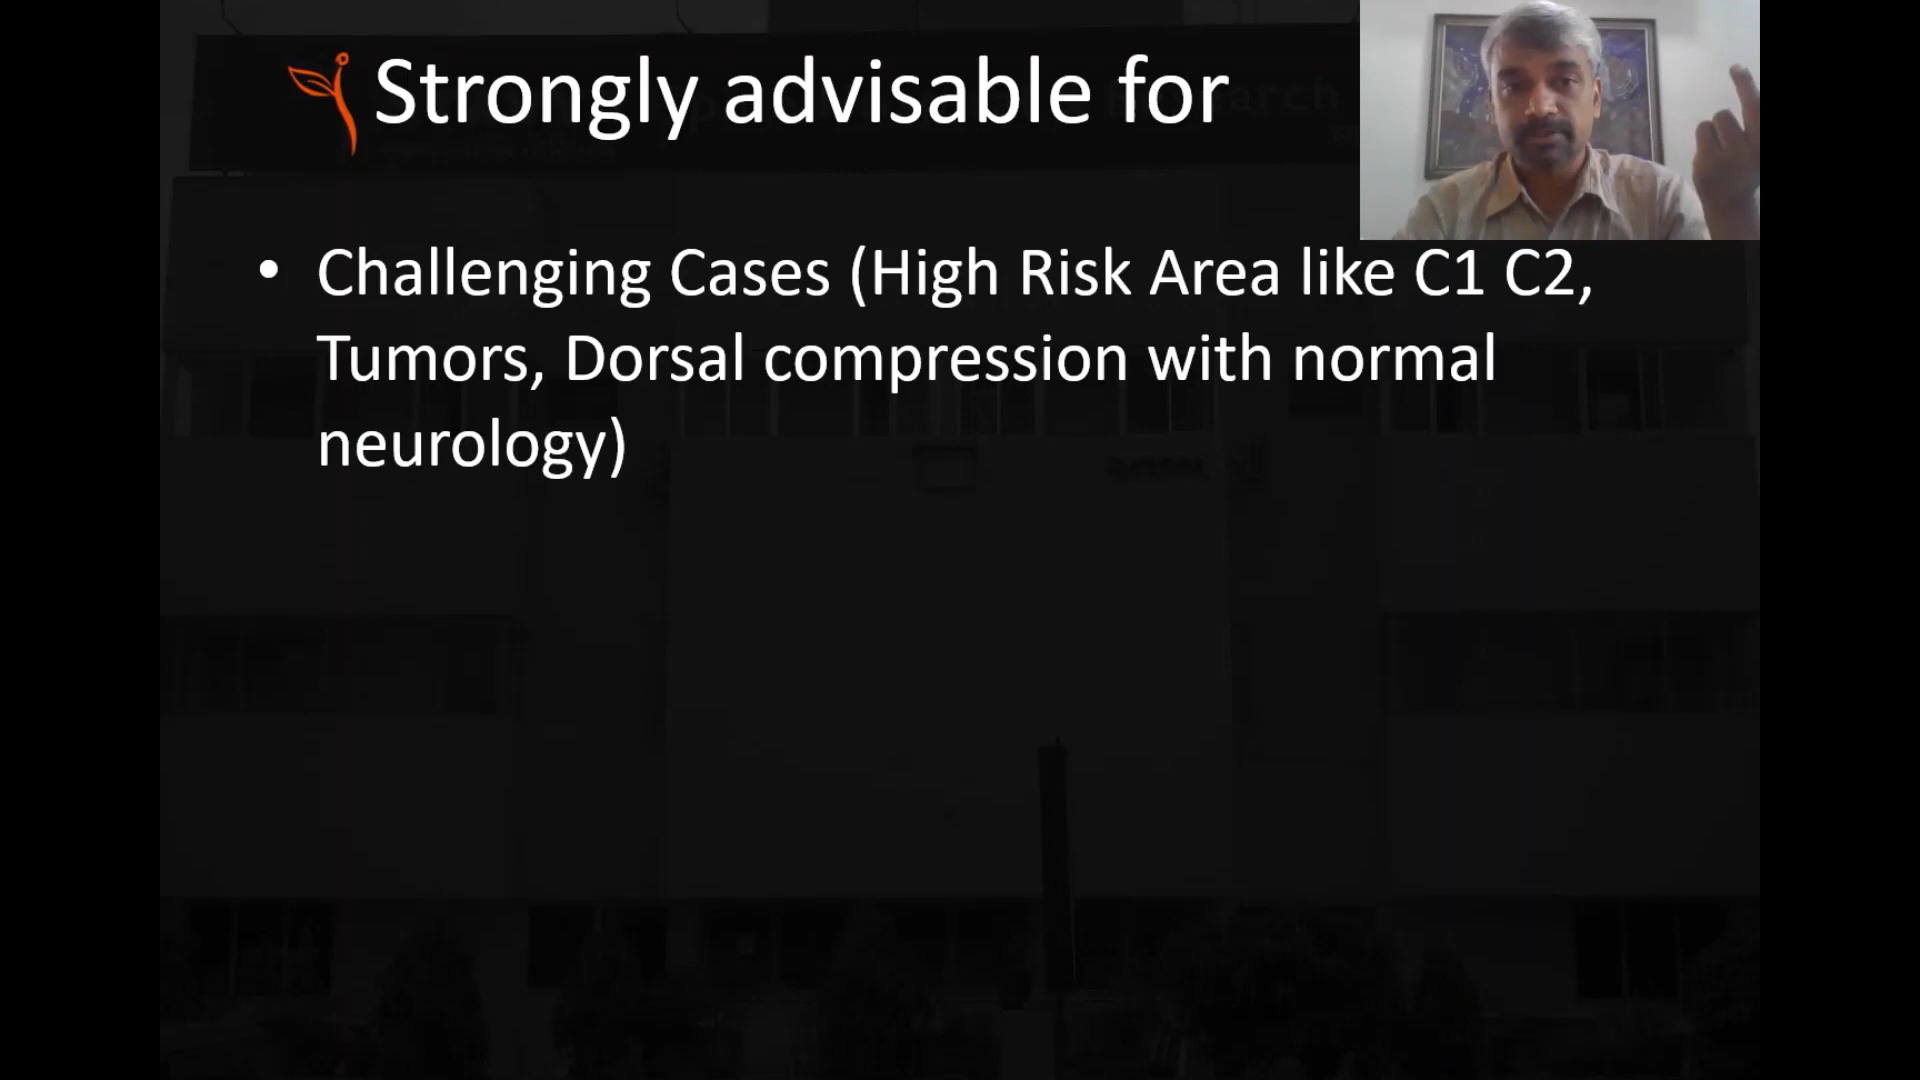 Strongly advisable for
• Challenging Cases (High Risk Area like C1 C2,
Tumors, Dorsal compression with normal
neurology)